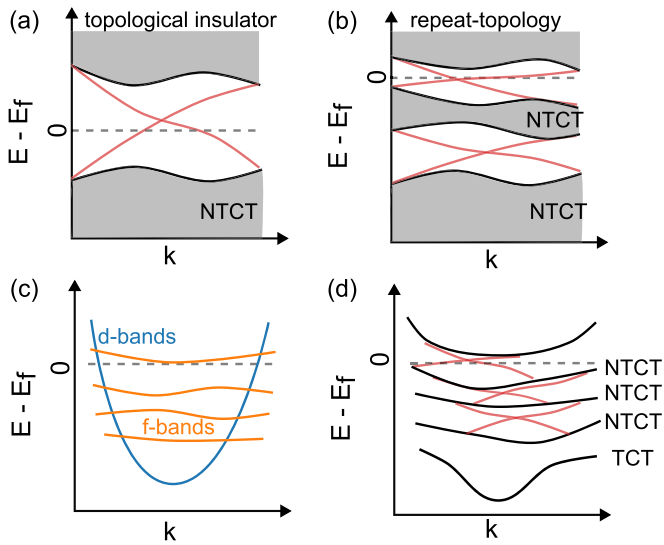 (a) topological insulator
E - Ef
0
NTCT
k
(b) repeat-topology
E - Ef
0
NTCT
NTCT
k
(c)
d-bands
E - Ef
0
f-bands
k
(d)
E - Ef
0
NTCT
NTCT
NTCT
TCT
k